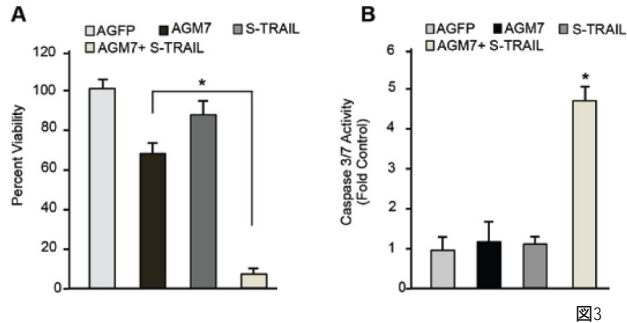 A
AGFP AGM7 S-TRAIL
AGM7+ S-TRAIL
Percent Viability
120
100
80
60
40
20
0
*
B
AGFP AGM7 S-TRAIL
AGM7+ S-TRAIL
Caspase 3/7 Activity
(Fold Control)
6
5
4
3
2
1
0
*
図3